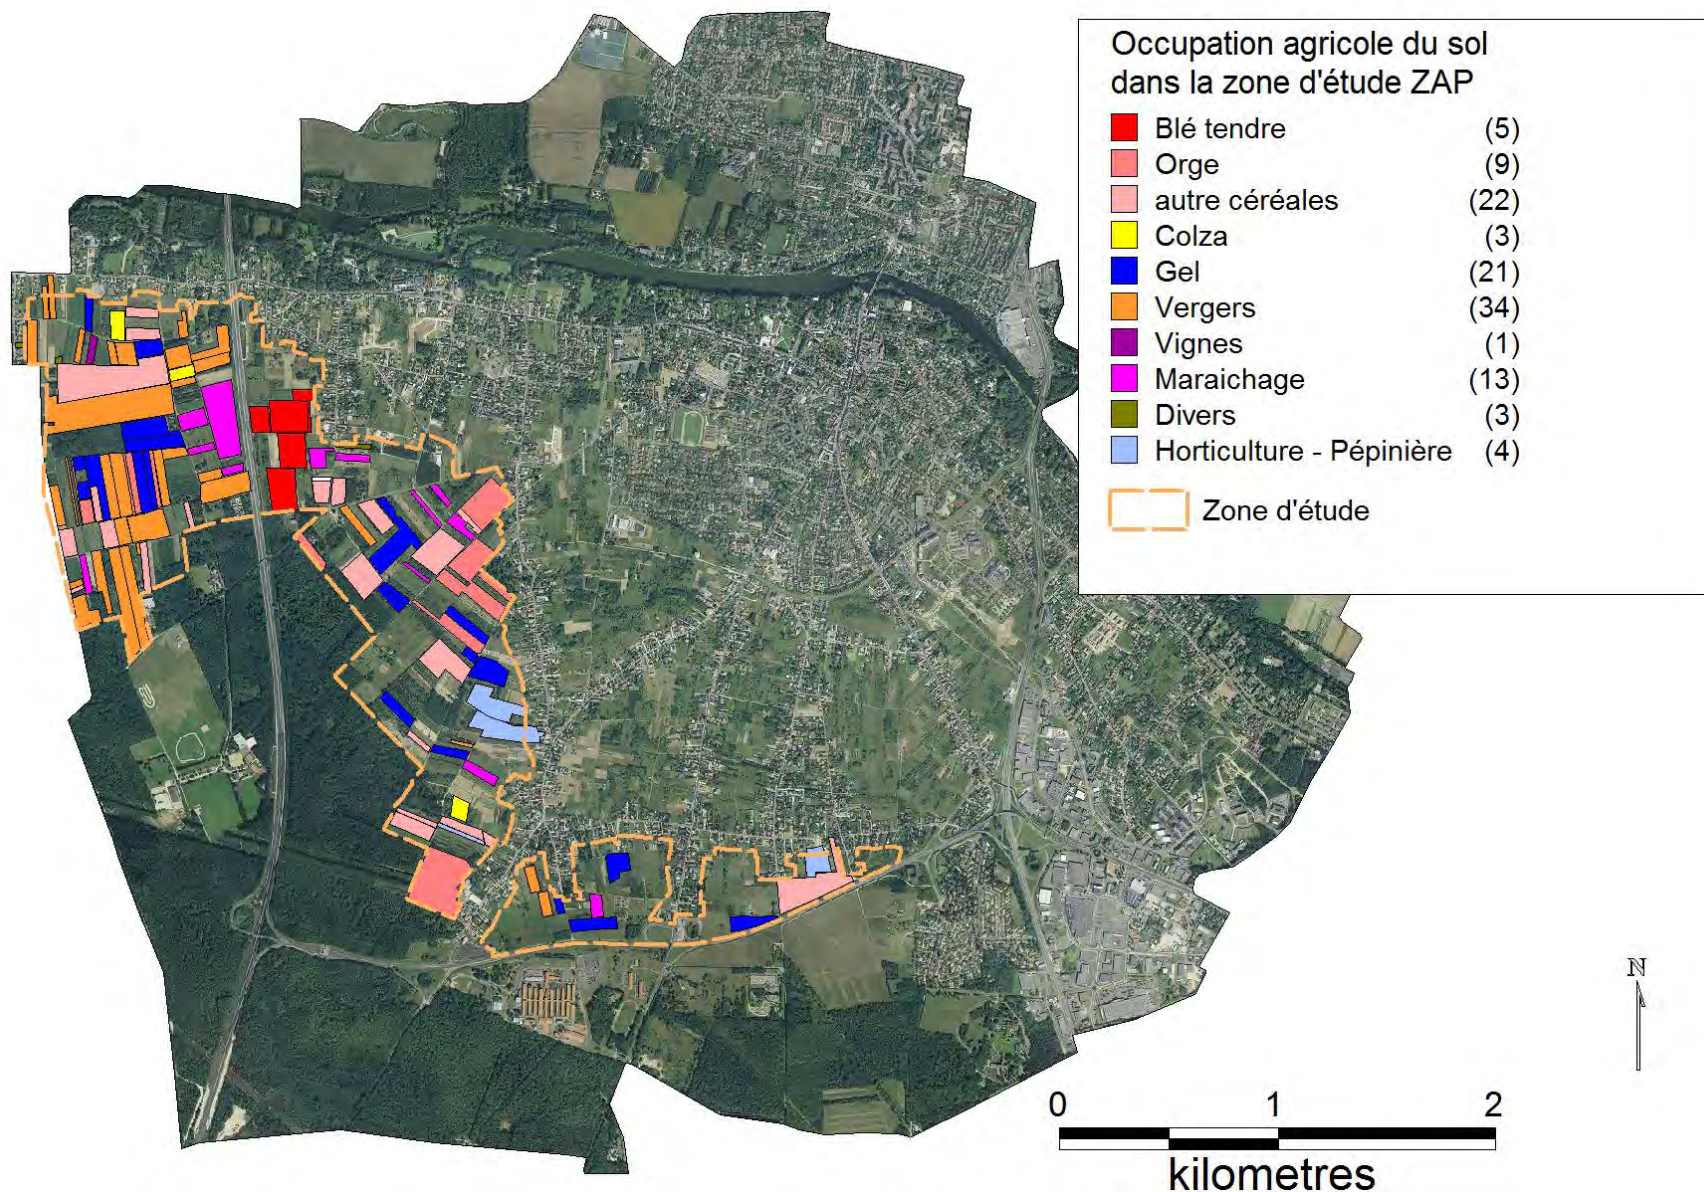 Occupation agricole du sol
dans la zone d'étude ZAP
Blé tendre (5)
Orge (9)
autre céréales (22)
Colza (3)
Gel (21)
Vergers (34)
Vignes (1)
Maraichage (13)
Divers (3)
Horticulture - Pépinière (4)
Zone d'étude
N
0 1 2
kilometres